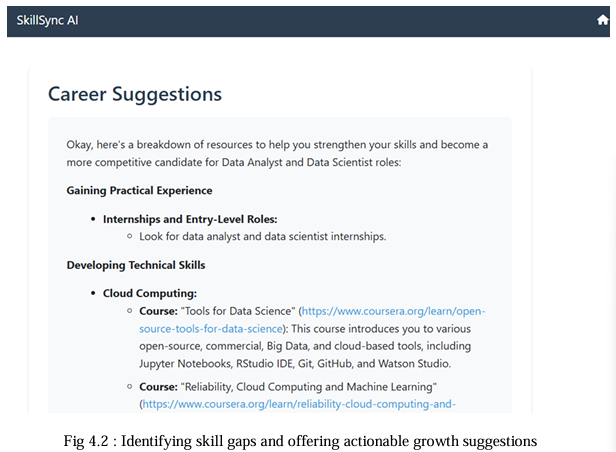 SkillSync AI
Career Suggestions
Okay, here's a breakdown of resources to help you strengthen your skills and become a
more competitive candidate for Data Analyst and Data Scientist roles:
Gaining Practical Experience
• Internships and Entry-Level Roles:
◦ Look for data analyst and data scientist internships.
Developing Technical Skills
• Cloud Computing:
◦ Course: "Tools for Data Science" (https://www.coursera.org/learn/open-
source-tools-for-data-science): This course introduces you to various
open-source, commercial, Big Data, and cloud-based tools, including
Jupyter Notebooks, RStudio IDE, Git, GitHub, and Watson Studio.
◦ Course: "Reliability, Cloud Computing and Machine Learning"
(https://www.coursera.org/learn/reliability-cloud-computing-and-
Fig 4.2 : Identifying skill gaps and offering actionable growth suggestions